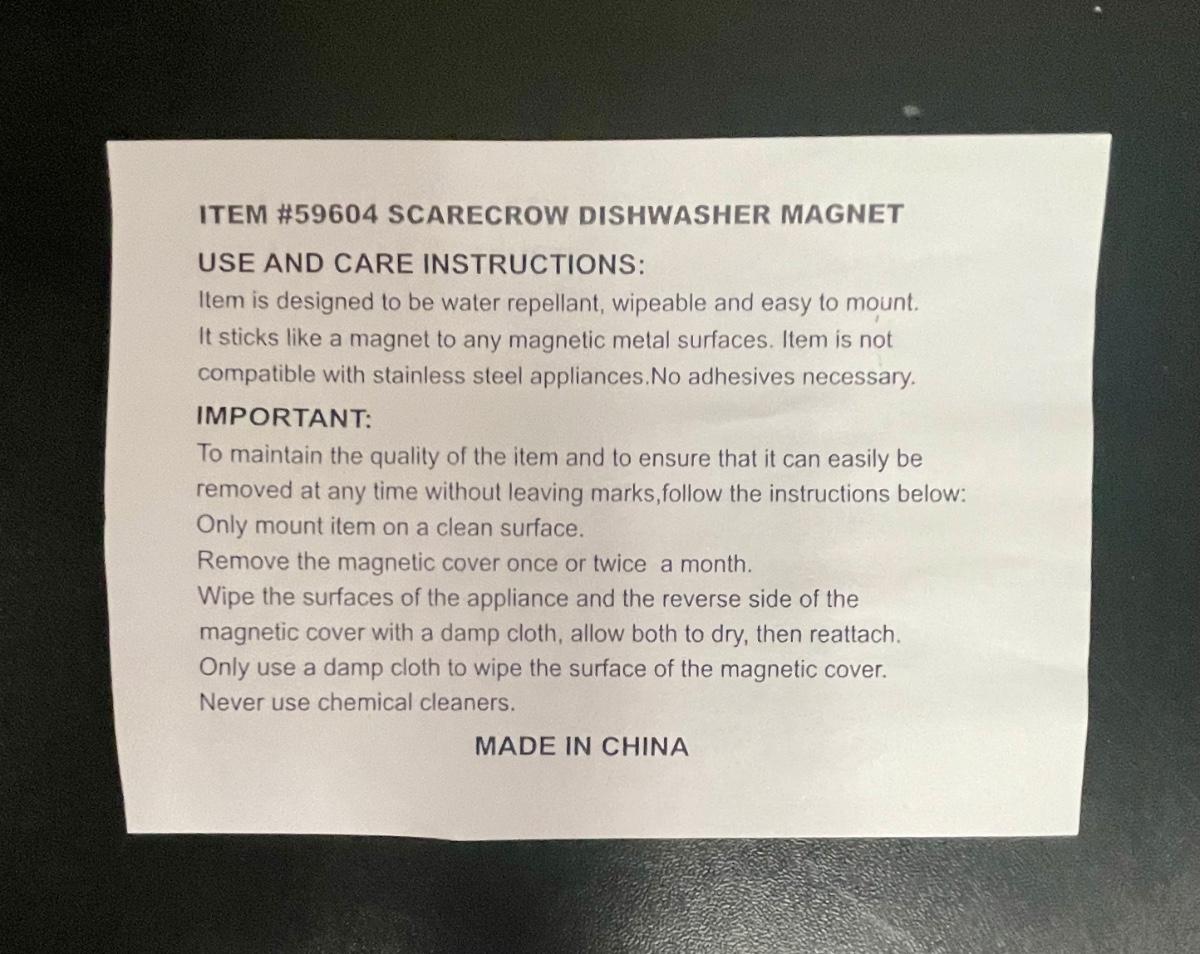 ITEM #59604 SCARECROW DISHWASHER MAGNET
USE AND CARE INSTRUCTIONS:
Item is designed to be water repellant, wipeable and easy to mount.
It sticks like a magnet to any magnetic metal surfaces. Item is not
compatible with stainless steel appliances.No adhesives necessary.
IMPORTANT:
To maintain the quality of the item and to ensure that it can easily be
removed at any time without leaving marks,follow the instructions below:
Only mount item on a clean surface.
Remove the magnetic cover once or twice  a month.
Wipe the surfaces of the appliance and the reverse side of the
magnetic cover with a damp cloth, allow both to dry, then reattach.
Only use a damp cloth to wipe the surface of the magnetic cover.
Never use chemical cleaners.
MADE IN CHINA